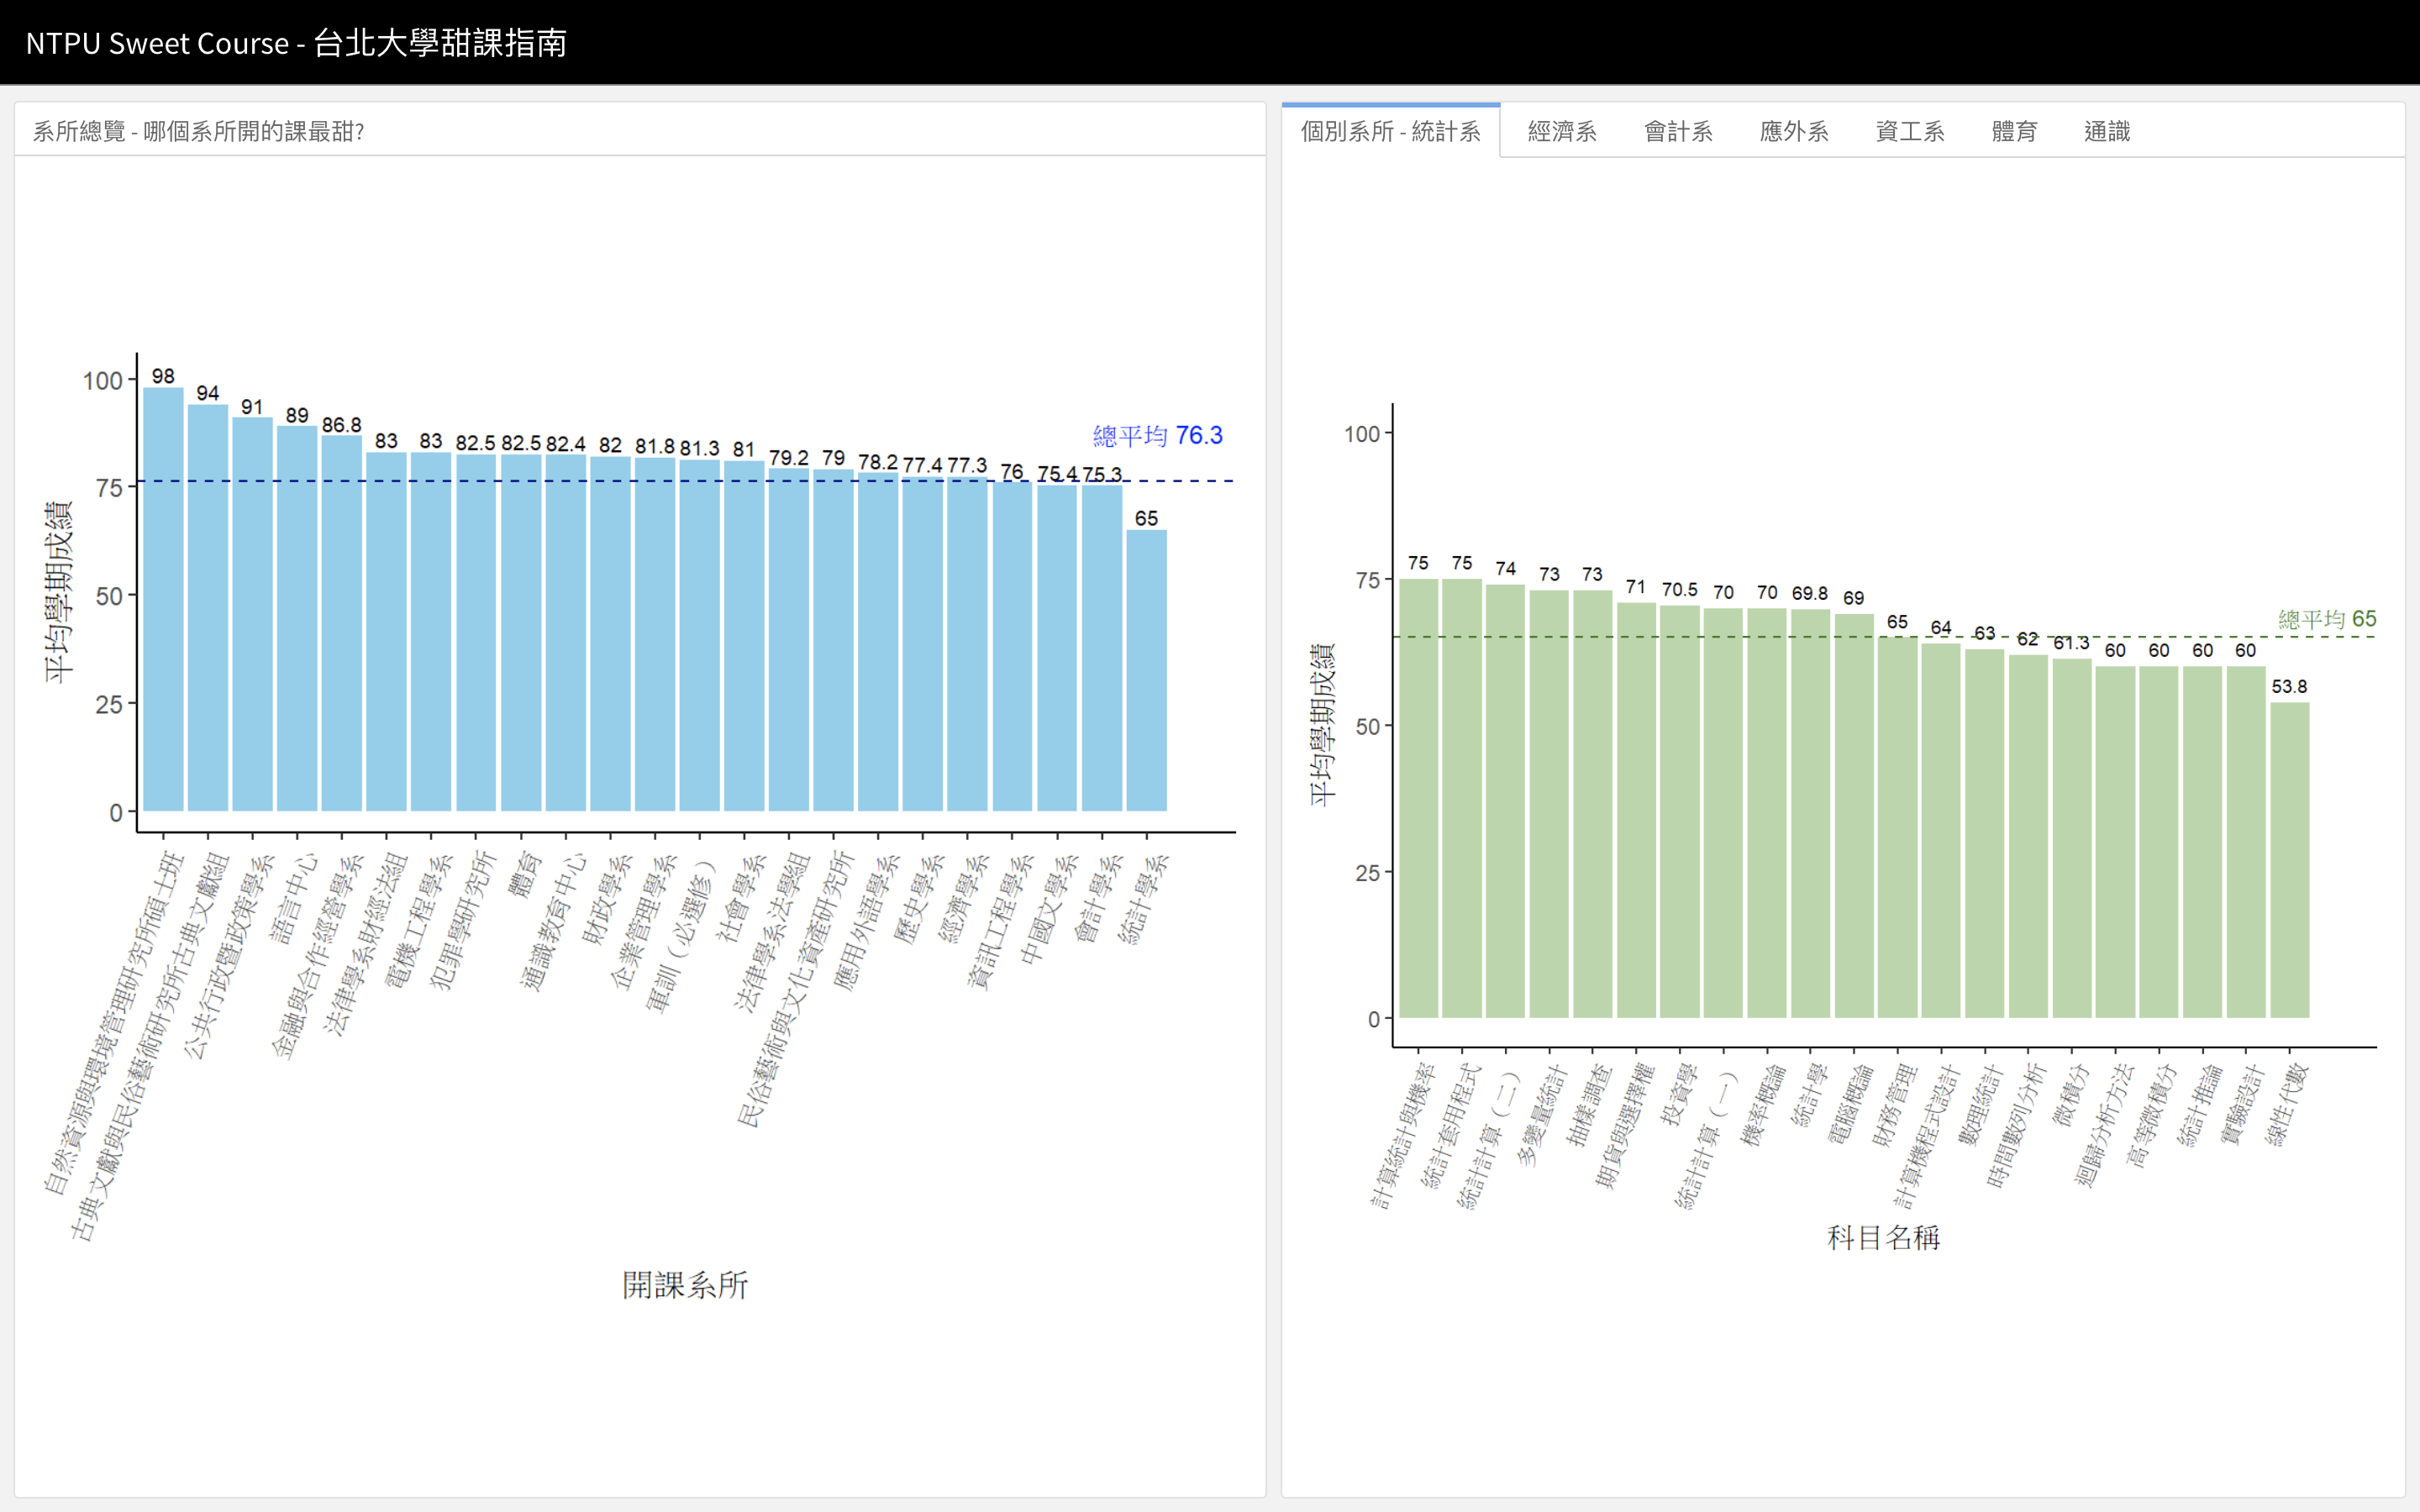 NTPU Sweet Course - 台北大學甜課指南
系所總覽 - 哪個系所開的課最甜?
平均學期成績
100
75
50
25
0
98 94 91 89 86.8 83 83 82.5 82.5 82.4 82 81.8 81.3 81 79.2 79 78.2 77.4 77.3 76 75.4 75.3 65
總平均 76.3
自然資源與環境管理研究所碩士班
古典文獻與民俗藝術研究所古典文獻組
公共行政暨政策學系
語言中心
金融與合作經營學系
法律學系財經法組
電機工程學系
犯罪學研究所
體育
通識教育中心
財政學系
企業管理學系
軍訓（必選修）
社會學系
法律學系法學組
民俗藝術與文化資產研究所
應用外語學系
歷史學系
經濟學系
資訊工程學系
中國文學系
會計學系
統計學系
開課系所
個別系所 - 統計系 經濟系 會計系 應外系 資工系 體育 通識
平均學期成績
100
75
50
25
0
75 75 74 73 73 71 70.5 70 70 69.8 69 65 64 63 62 61.3 60 60 60 60 53.8
總平均 65
計算統計與機率
統計套用程式
統計計算（二）
多變量統計
抽樣調查
期貨與選擇權
投資學
統計計算（一）
機率概論
統計學
電腦概論
財務管理
計算機程式設計
數理統計
時間數列分析
微積分
迴歸分析方法
高等微積分
統計推論
實驗設計
線性代數
科目名稱